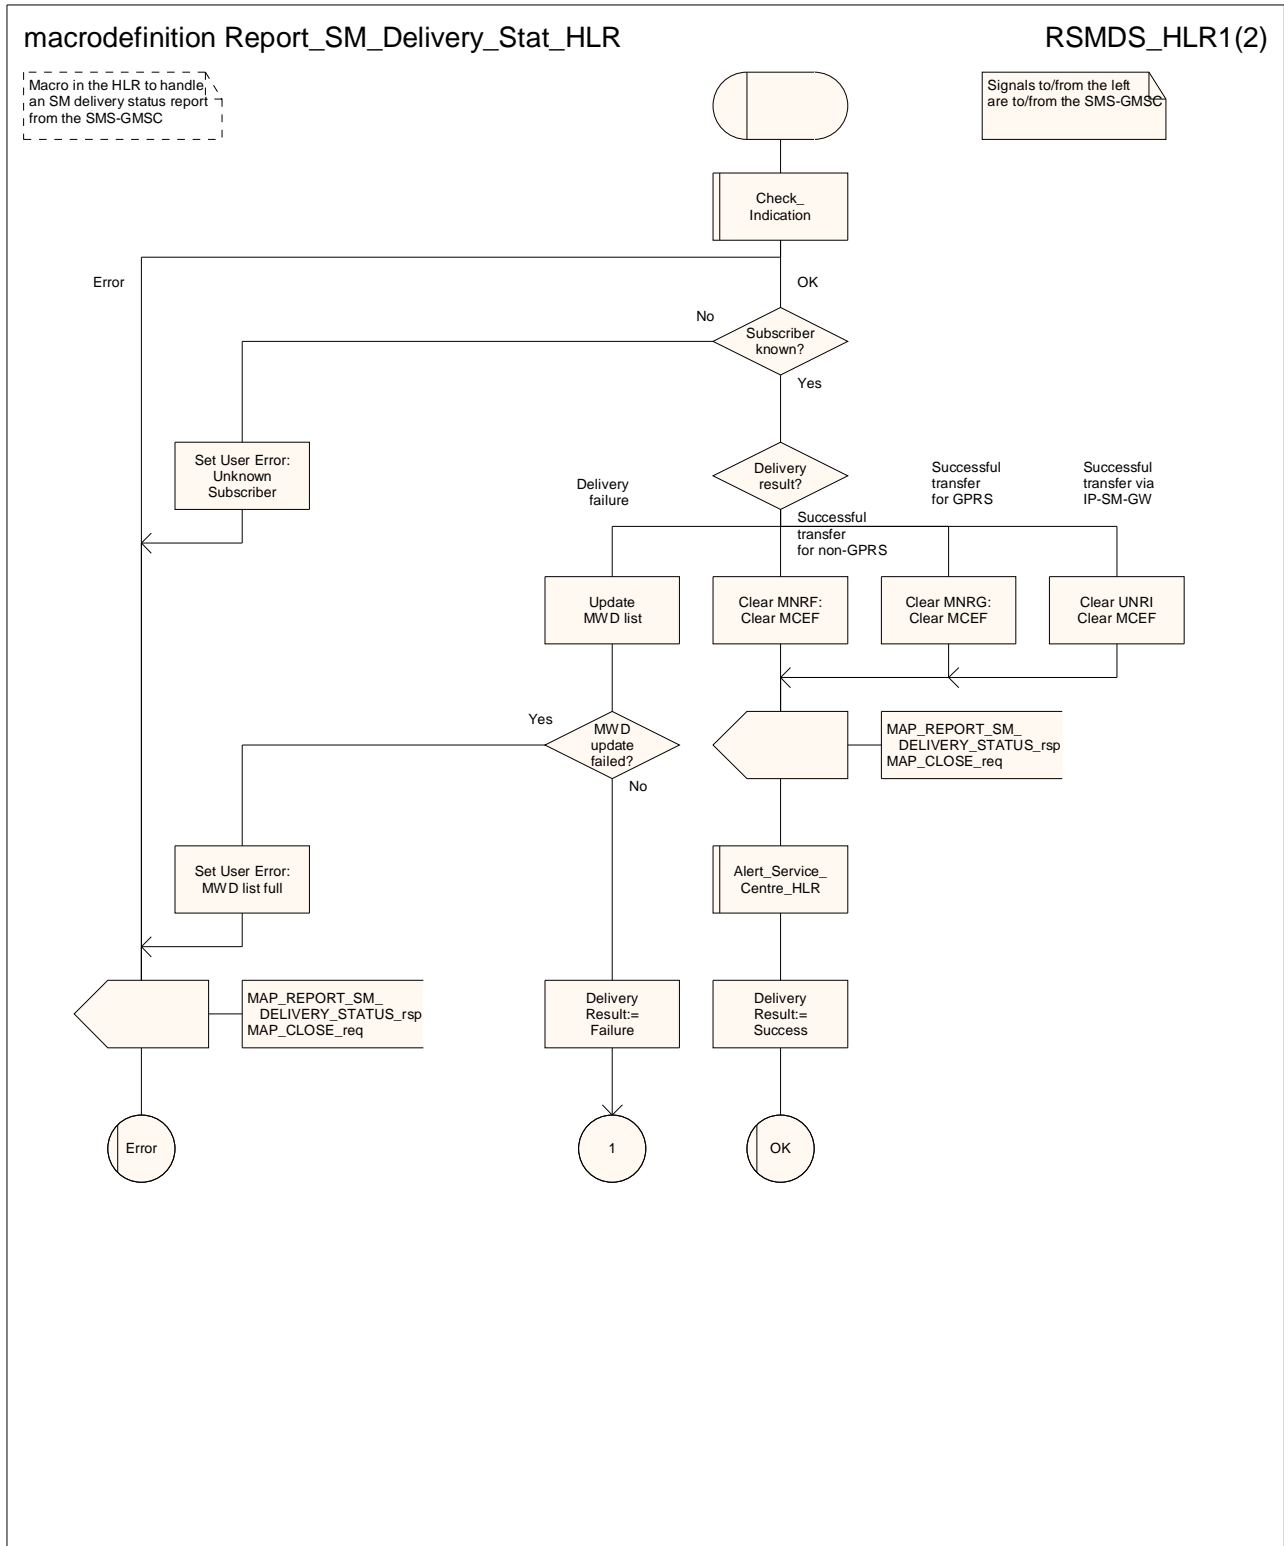 macrodefinition Report_SM_Delivery_Stat_HLR
RSMDS_HLR1(2)
Macro in the HLR to handle
an SM delivery status report
from the SMS-GMSC
Signals to/from the left
are to/from the SMS-GMSC
Check_
Indication
Error
OK
No
Subscriber
known?
Yes
Set User Error:
Unknown
Subscriber
Delivery
result?
Delivery
failure
Successful
transfer
for non-GPRS
Successful
transfer
for GPRS
Successful
transfer via
IP-SM-GW
Update
MWD list
Clear MNRF:
Clear MCEF
Clear MNRG:
Clear MCEF
Clear UNRI
Clear MCEF
Yes
MWD
update
failed?
No
MAP_REPORT_SM_
DELIVERY_STATUS_rsp
MAP_CLOSE_req
Set User Error:
MWD list full
Alert_Service_
Centre_HLR
MAP_REPORT_SM_
DELIVERY_STATUS_rsp
MAP_CLOSE_req
Delivery
Result:=
Failure
Delivery
Result:=
Success
Error
1
OK